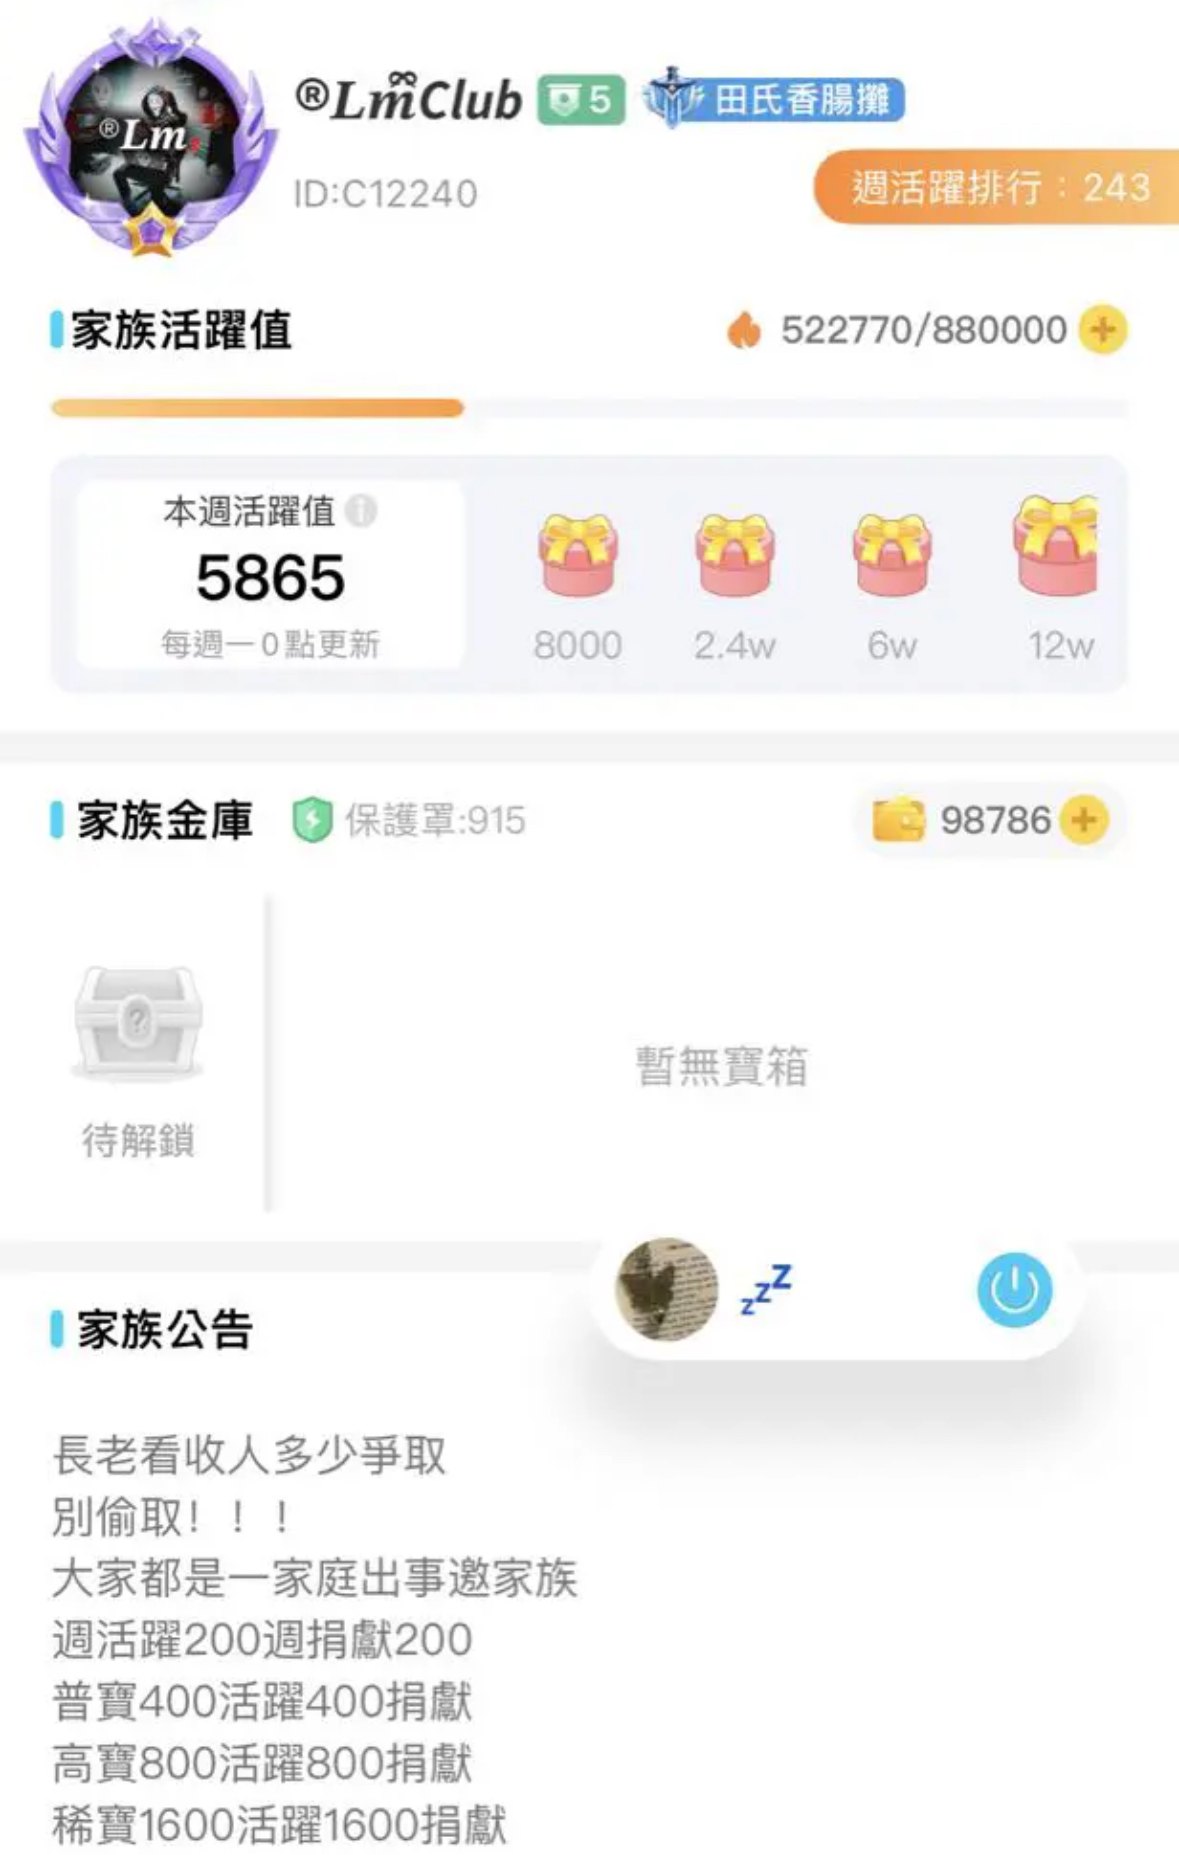 ®Lm
®LmClub
5
田氏香腸攤
ID:C12240
週活躍排行：243
家族活躍值
522770/880000
本週活躍值
5865
每週一0點更新
8000
2.4w
6w
12w
家族金庫
保護罩:915
98786
?
待解鎖
暫無寶箱
zzZ
家族公告
長老看收人多少爭取
別偷取！！！
大家都是一家庭出事邀家族
週活躍200週捐獻200
普寶400活躍400捐獻
高寶800活躍800捐獻
稀寶1600活躍1600捐獻